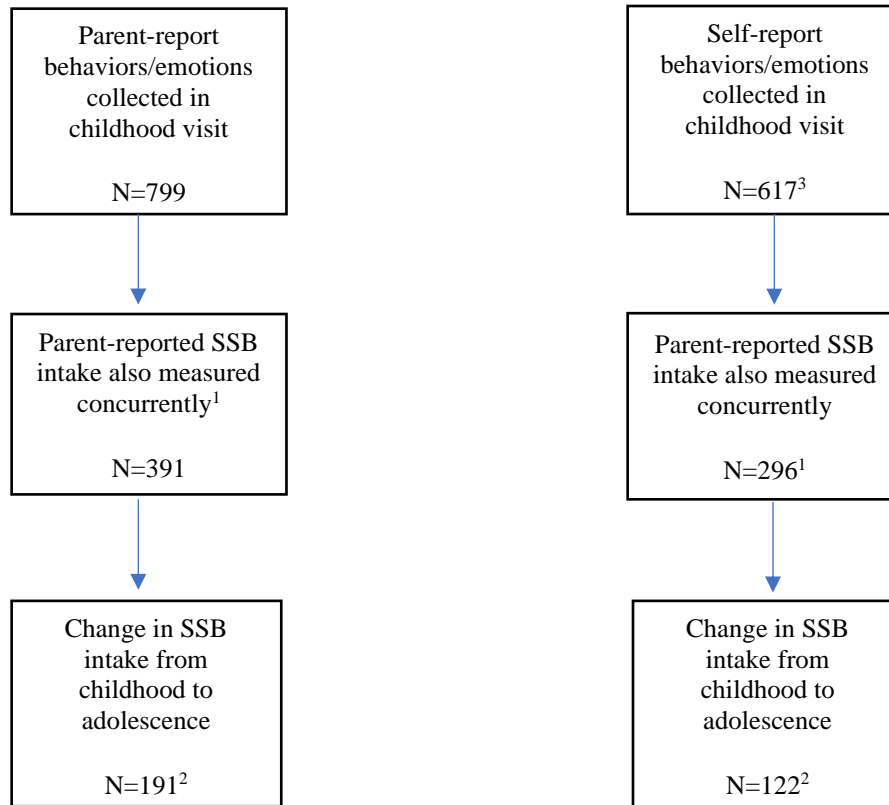 Parent-report
behaviors/emotions
collected in
childhood visit
N=799
Parent-reported SSB
intake also measured
concurrently¹
N=391
Change in SSB
intake from
childhood to
adolescence
N=191²
Self-report
behaviors/emotions
collected in
childhood visit
N=617³
Parent-reported SSB
intake also measured
concurrently
N=296¹
Change in SSB
intake from
childhood to
adolescence
N=122²